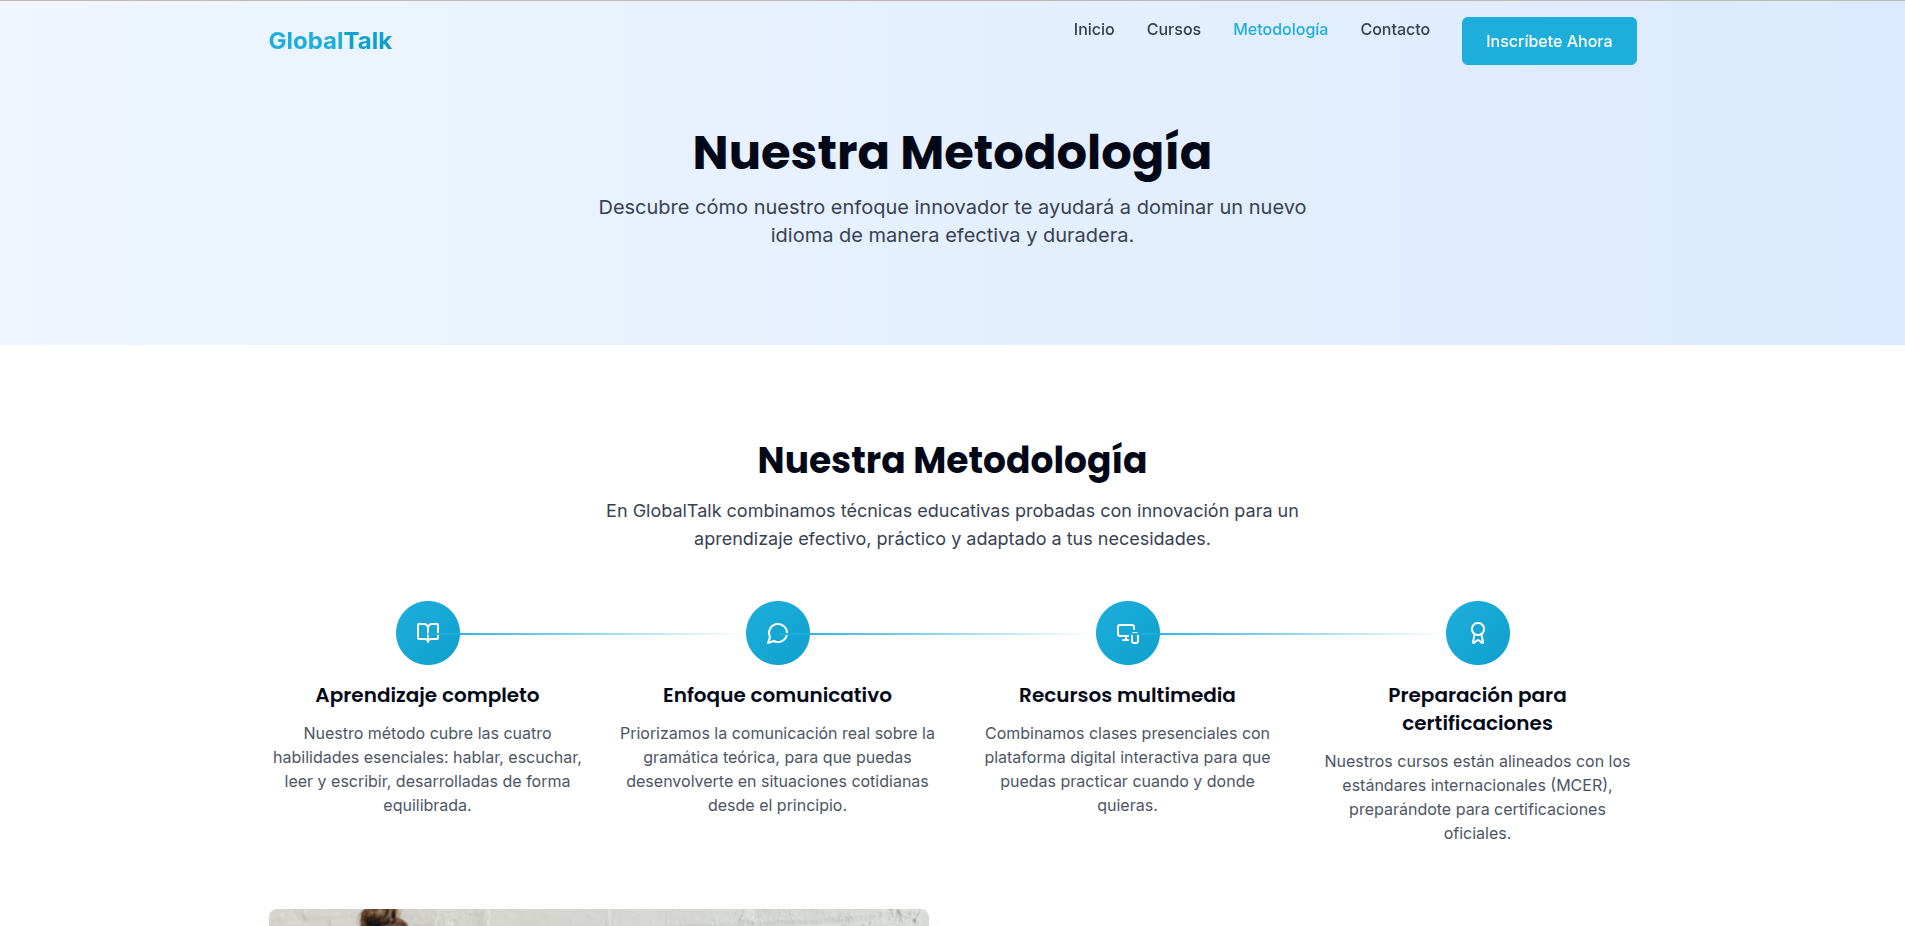 GlobalTalk
Inicio
Cursos
Metodología
Contacto
Inscríbete Ahora
Nuestra Metodología
Descubre cómo nuestro enfoque innovador te ayudará a dominar un nuevo
idioma de manera efectiva y duradera.
Nuestra Metodología
En GlobalTalk combinamos técnicas educativas probadas con innovación para un
aprendizaje efectivo, práctico y adaptado a tus necesidades.
Aprendizaje completo
Nuestro método cubre las cuatro
habilidades esenciales: hablar, escuchar,
leer y escribir, desarrolladas de forma
equilibrada.
Enfoque comunicativo
Priorizamos la comunicación real sobre la
gramática teórica, para que puedas
desenvolverte en situaciones cotidianas
desde el principio.
Recursos multimedia
Combinamos clases presenciales con
plataforma digital interactiva para que
puedas practicar cuando y donde
quieras.
Preparación para
certificaciones
Nuestros cursos están alineados con los
estándares internacionales (MCER),
preparándote para certificaciones
oficiales.